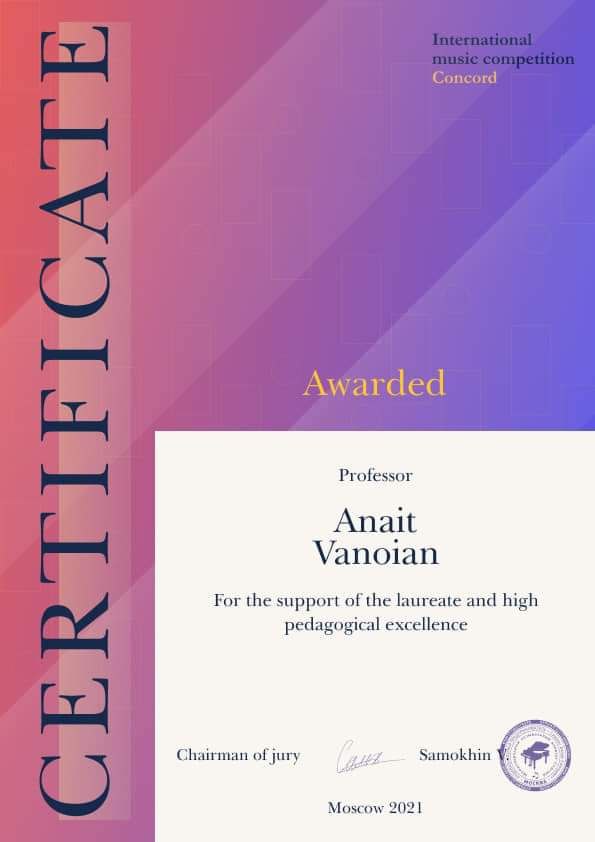 International
music competition
Concord
CERTIFICATE
Awarded
Professor
Anait
Vanoian
For the support of the laureate and high
pedagogical excellence
Chairman of jury
Samokhin V.
МОСКВА
Moscow 2021